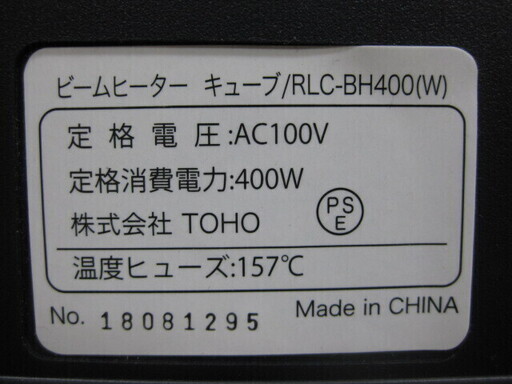 ビームヒーター キューブ/RLC-BH400(W)
定格電圧:AC100V
定格消費電力:400W
株式会社 TOHO
PS
E
温度ヒューズ:157℃
No. 18081295 Made in CHINA